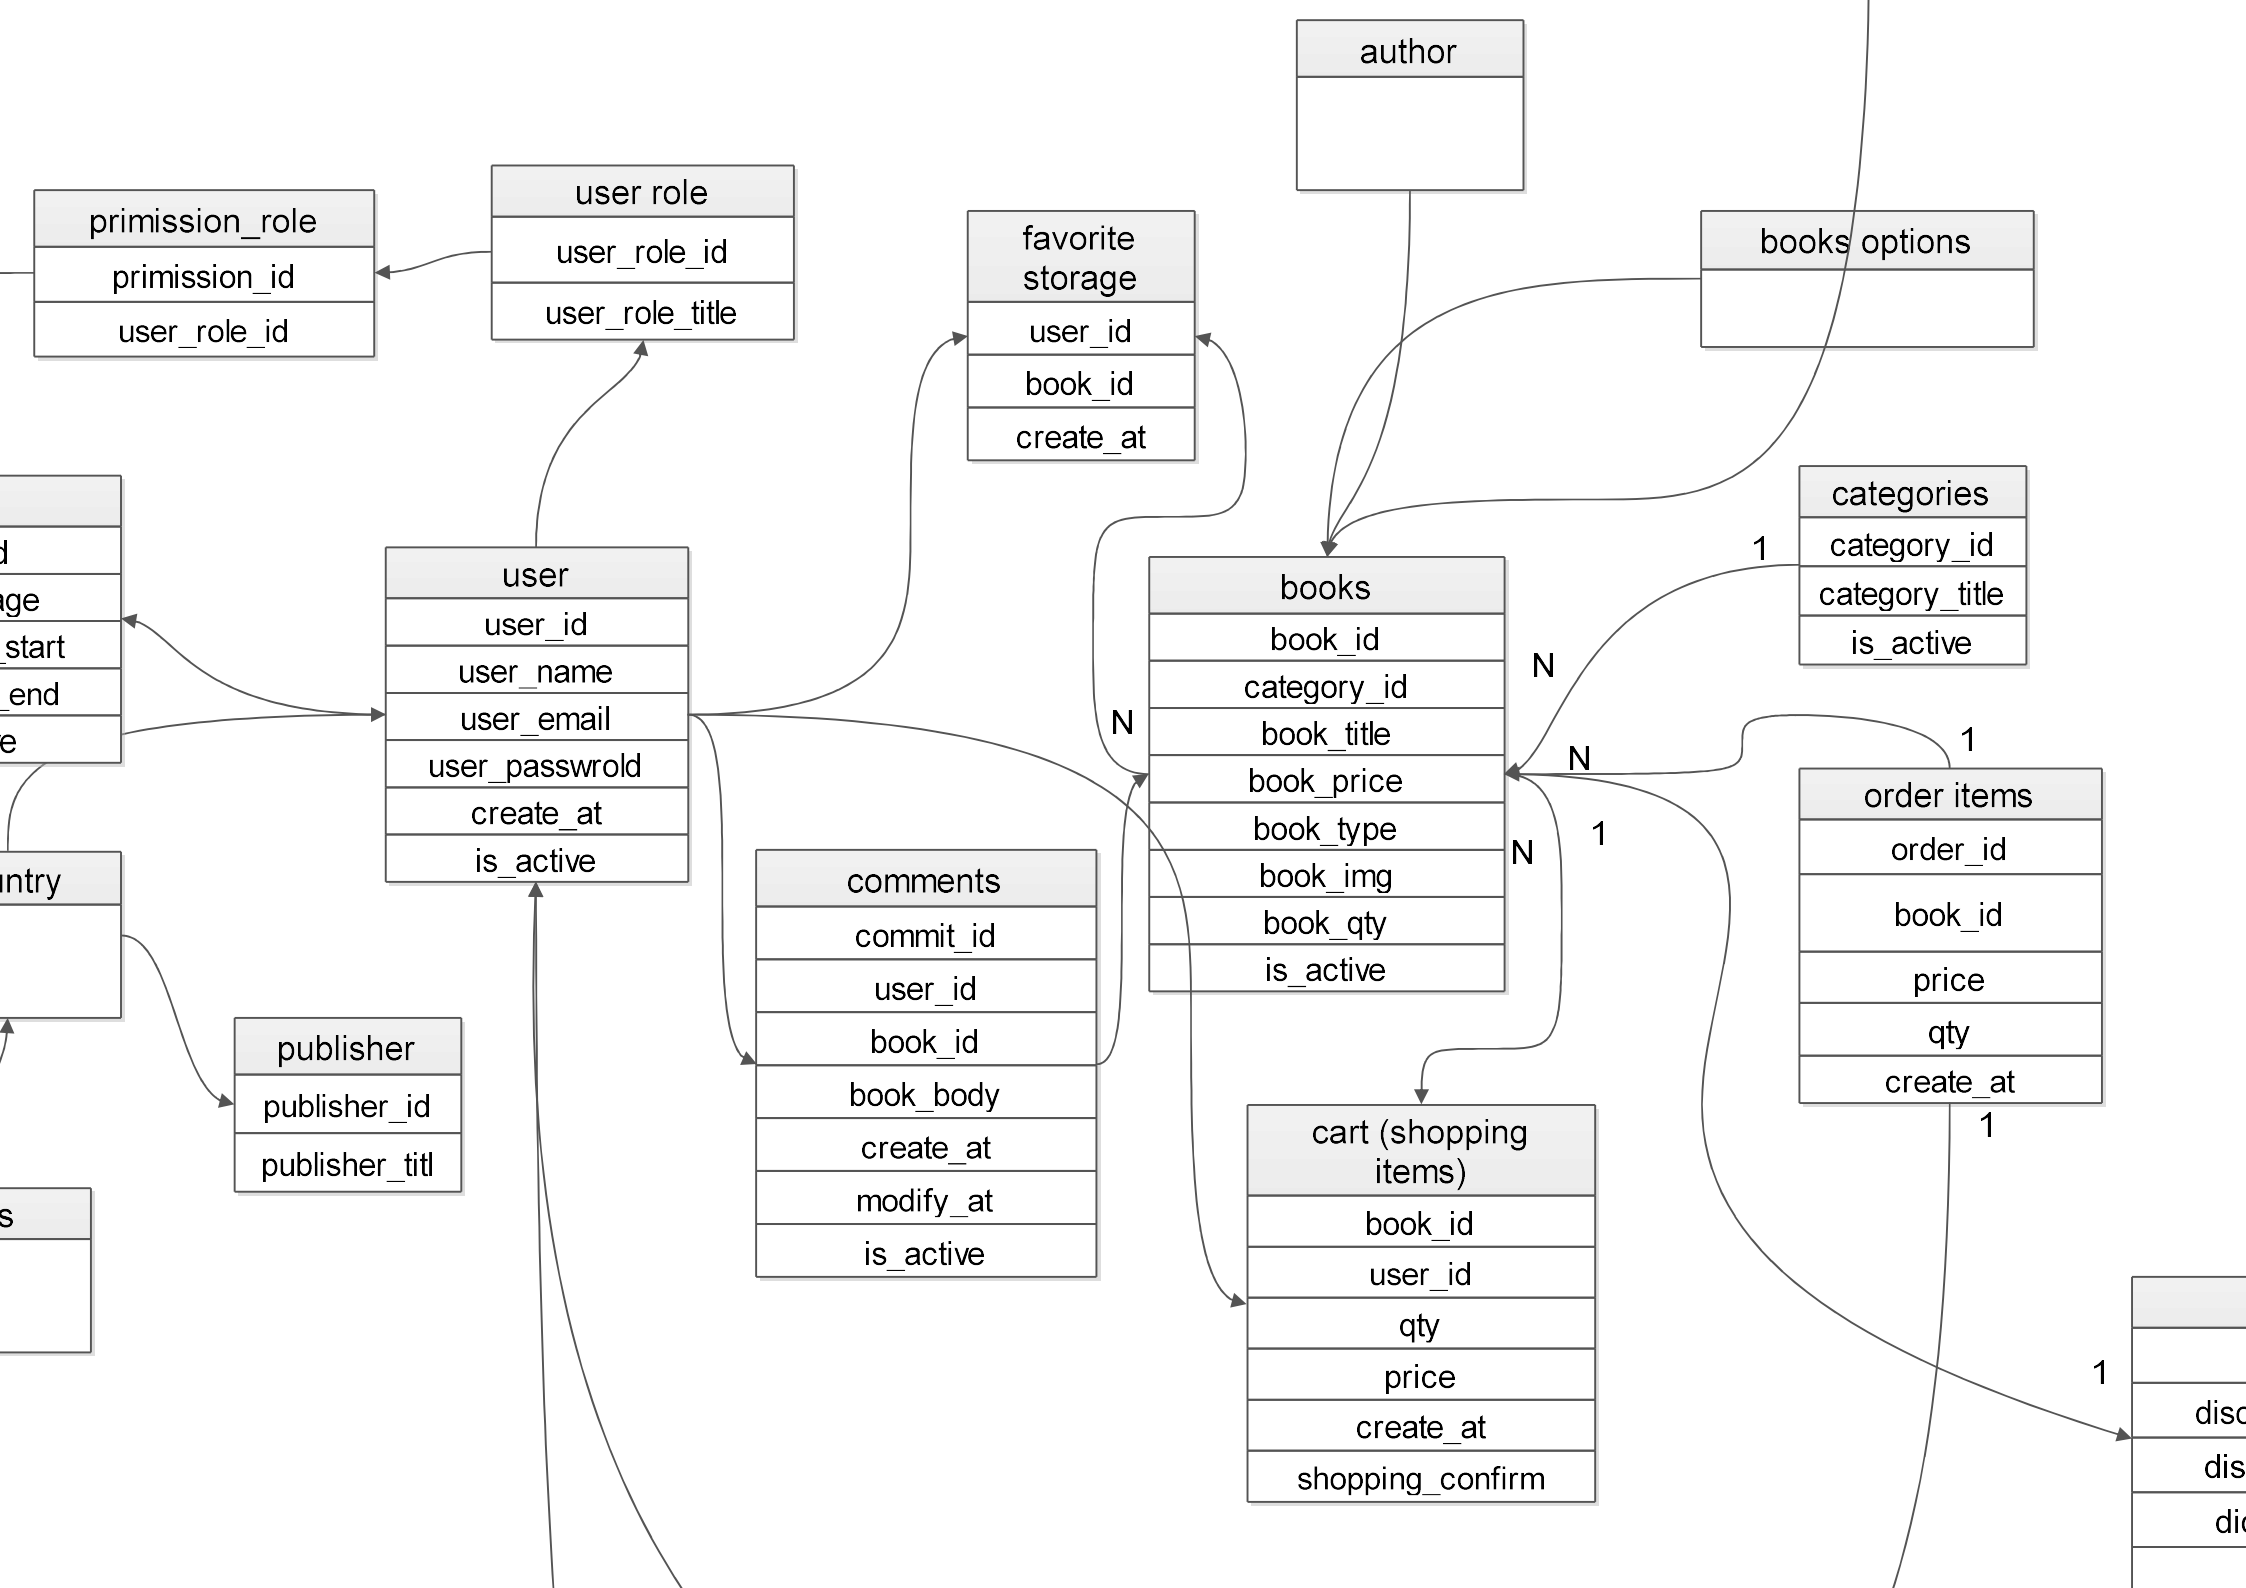 author
user role
user_role_id
user_role_title
primission_role
primission_id
user_role_id
favorite
storage
user_id
book_id
create_at
books options
categories
category_id
category_title
is_active
1
N
user
user_id
user_name
user_email
user_passwrold
create_at
is_active
books
book_id
category_id
book_title
book_price
book_type
book_img
book_qty
is_active
N
N
1
N
1
order items
order_id
book_id
price
qty
create_at
1
_start
_end
comments
commit_id
user_id
book_id
book_body
create_at
modify_at
is_active
publisher
publisher_id
publisher_titl
cart (shopping
items)
book_id
user_id
qty
price
create_at
shopping_confirm
1